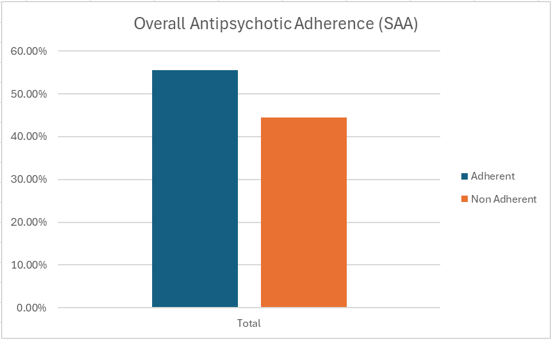 Overall Antipsychotic Adherence (SAA)
60.00%
50.00%
40.00%
30.00%
20.00%
10.00%
0.00%
Total
Adherent
Non Adherent